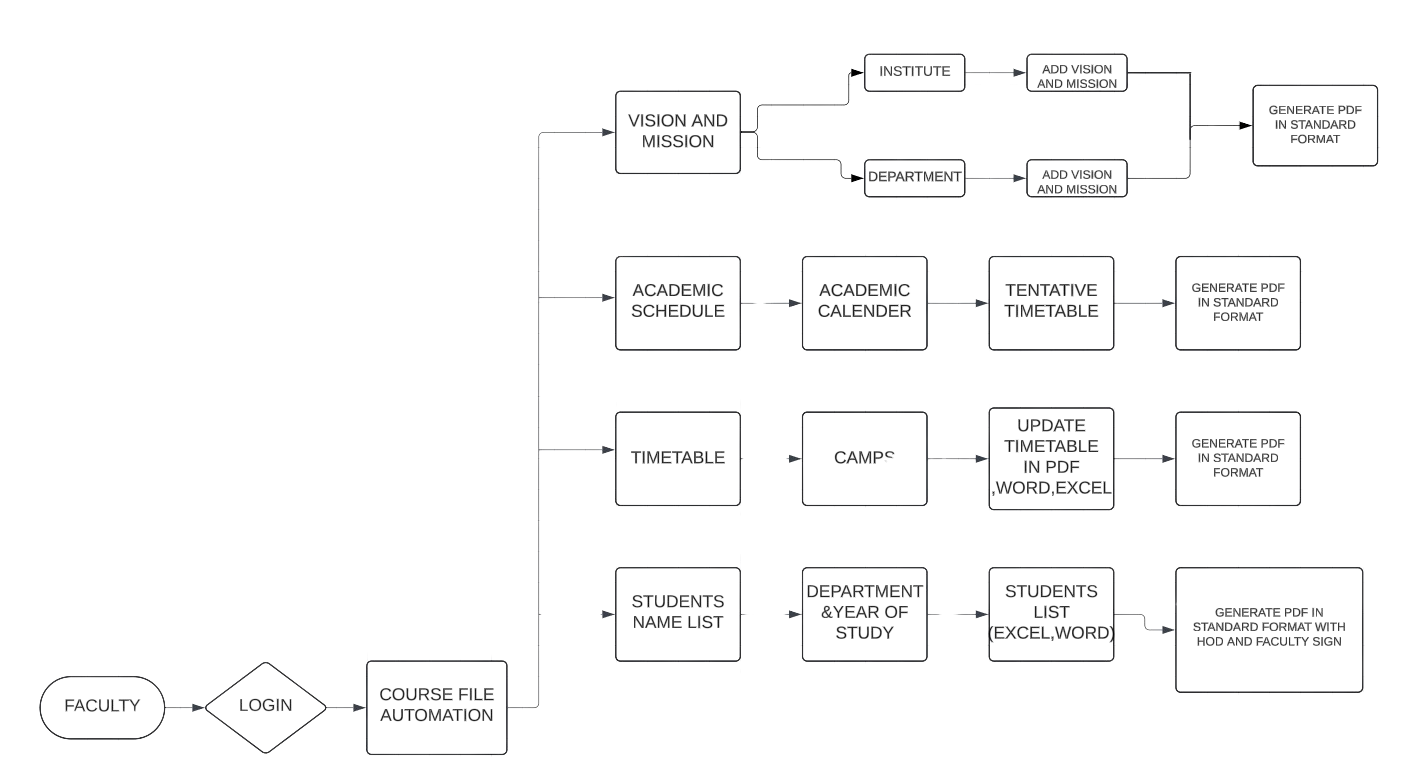 INSTITUTE
ADD VISION
AND MISSION
VISION AND
MISSION
GENERATE PDF
IN STANDARD
FORMAT
DEPARTMENT
ADD VISION
AND MISSION
ACADEMIC
SCHEDULE
ACADEMIC
CALENDER
TENTATIVE
TIMETABLE
GENERATE PDF
IN STANDARD
FORMAT
TIMETABLE
CAMPS
UPDATE
TIMETABLE
IN PDF
,WORD,EXCEL
GENERATE PDF
IN STANDARD
FORMAT
STUDENTS
NAME LIST
DEPARTMENT
&YEAR OF
STUDY
STUDENTS
LIST
(EXCEL,WORD)
GENERATE PDF IN
STANDARD FORMAT WITH
HOD AND FACULTY SIGN
FACULTY
LOGIN
COURSE FILE
AUTOMATION